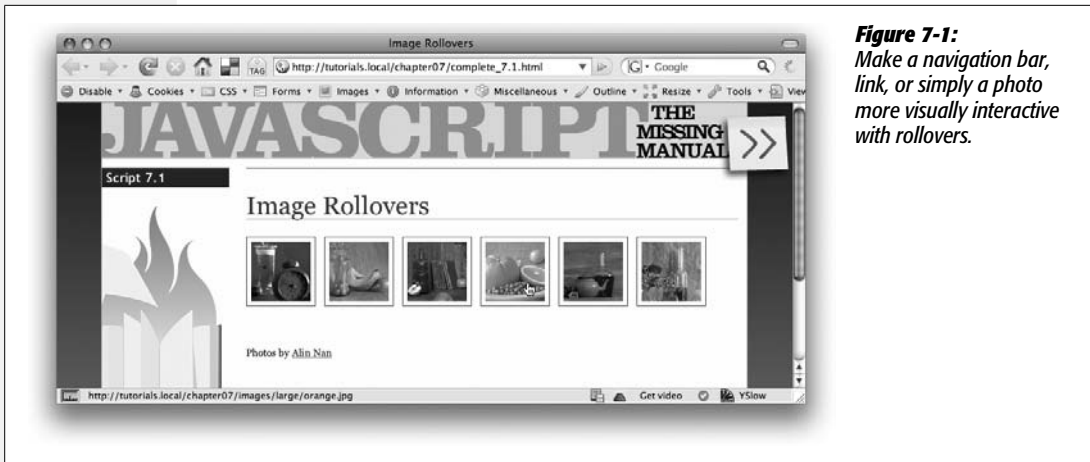 Image Rollovers
TAG
http://tutorials.local/chapter07/complete_7.1.html
G
Google
Disable
Cookies
CSS
Forms
Images
Information
Miscellaneous
Outline
Resize
Tools
View
JAVASCRIPT
THE
MISSING
MANUAL
>>
Script 7.1
Image Rollovers
Photos by Alin Nan
http://tutorials.local/chapter07/images/large/orange.jpg
Get video
YSlow
Figure 7-1:
Make a navigation bar,
link, or simply a photo
more visually interactive
with rollovers.